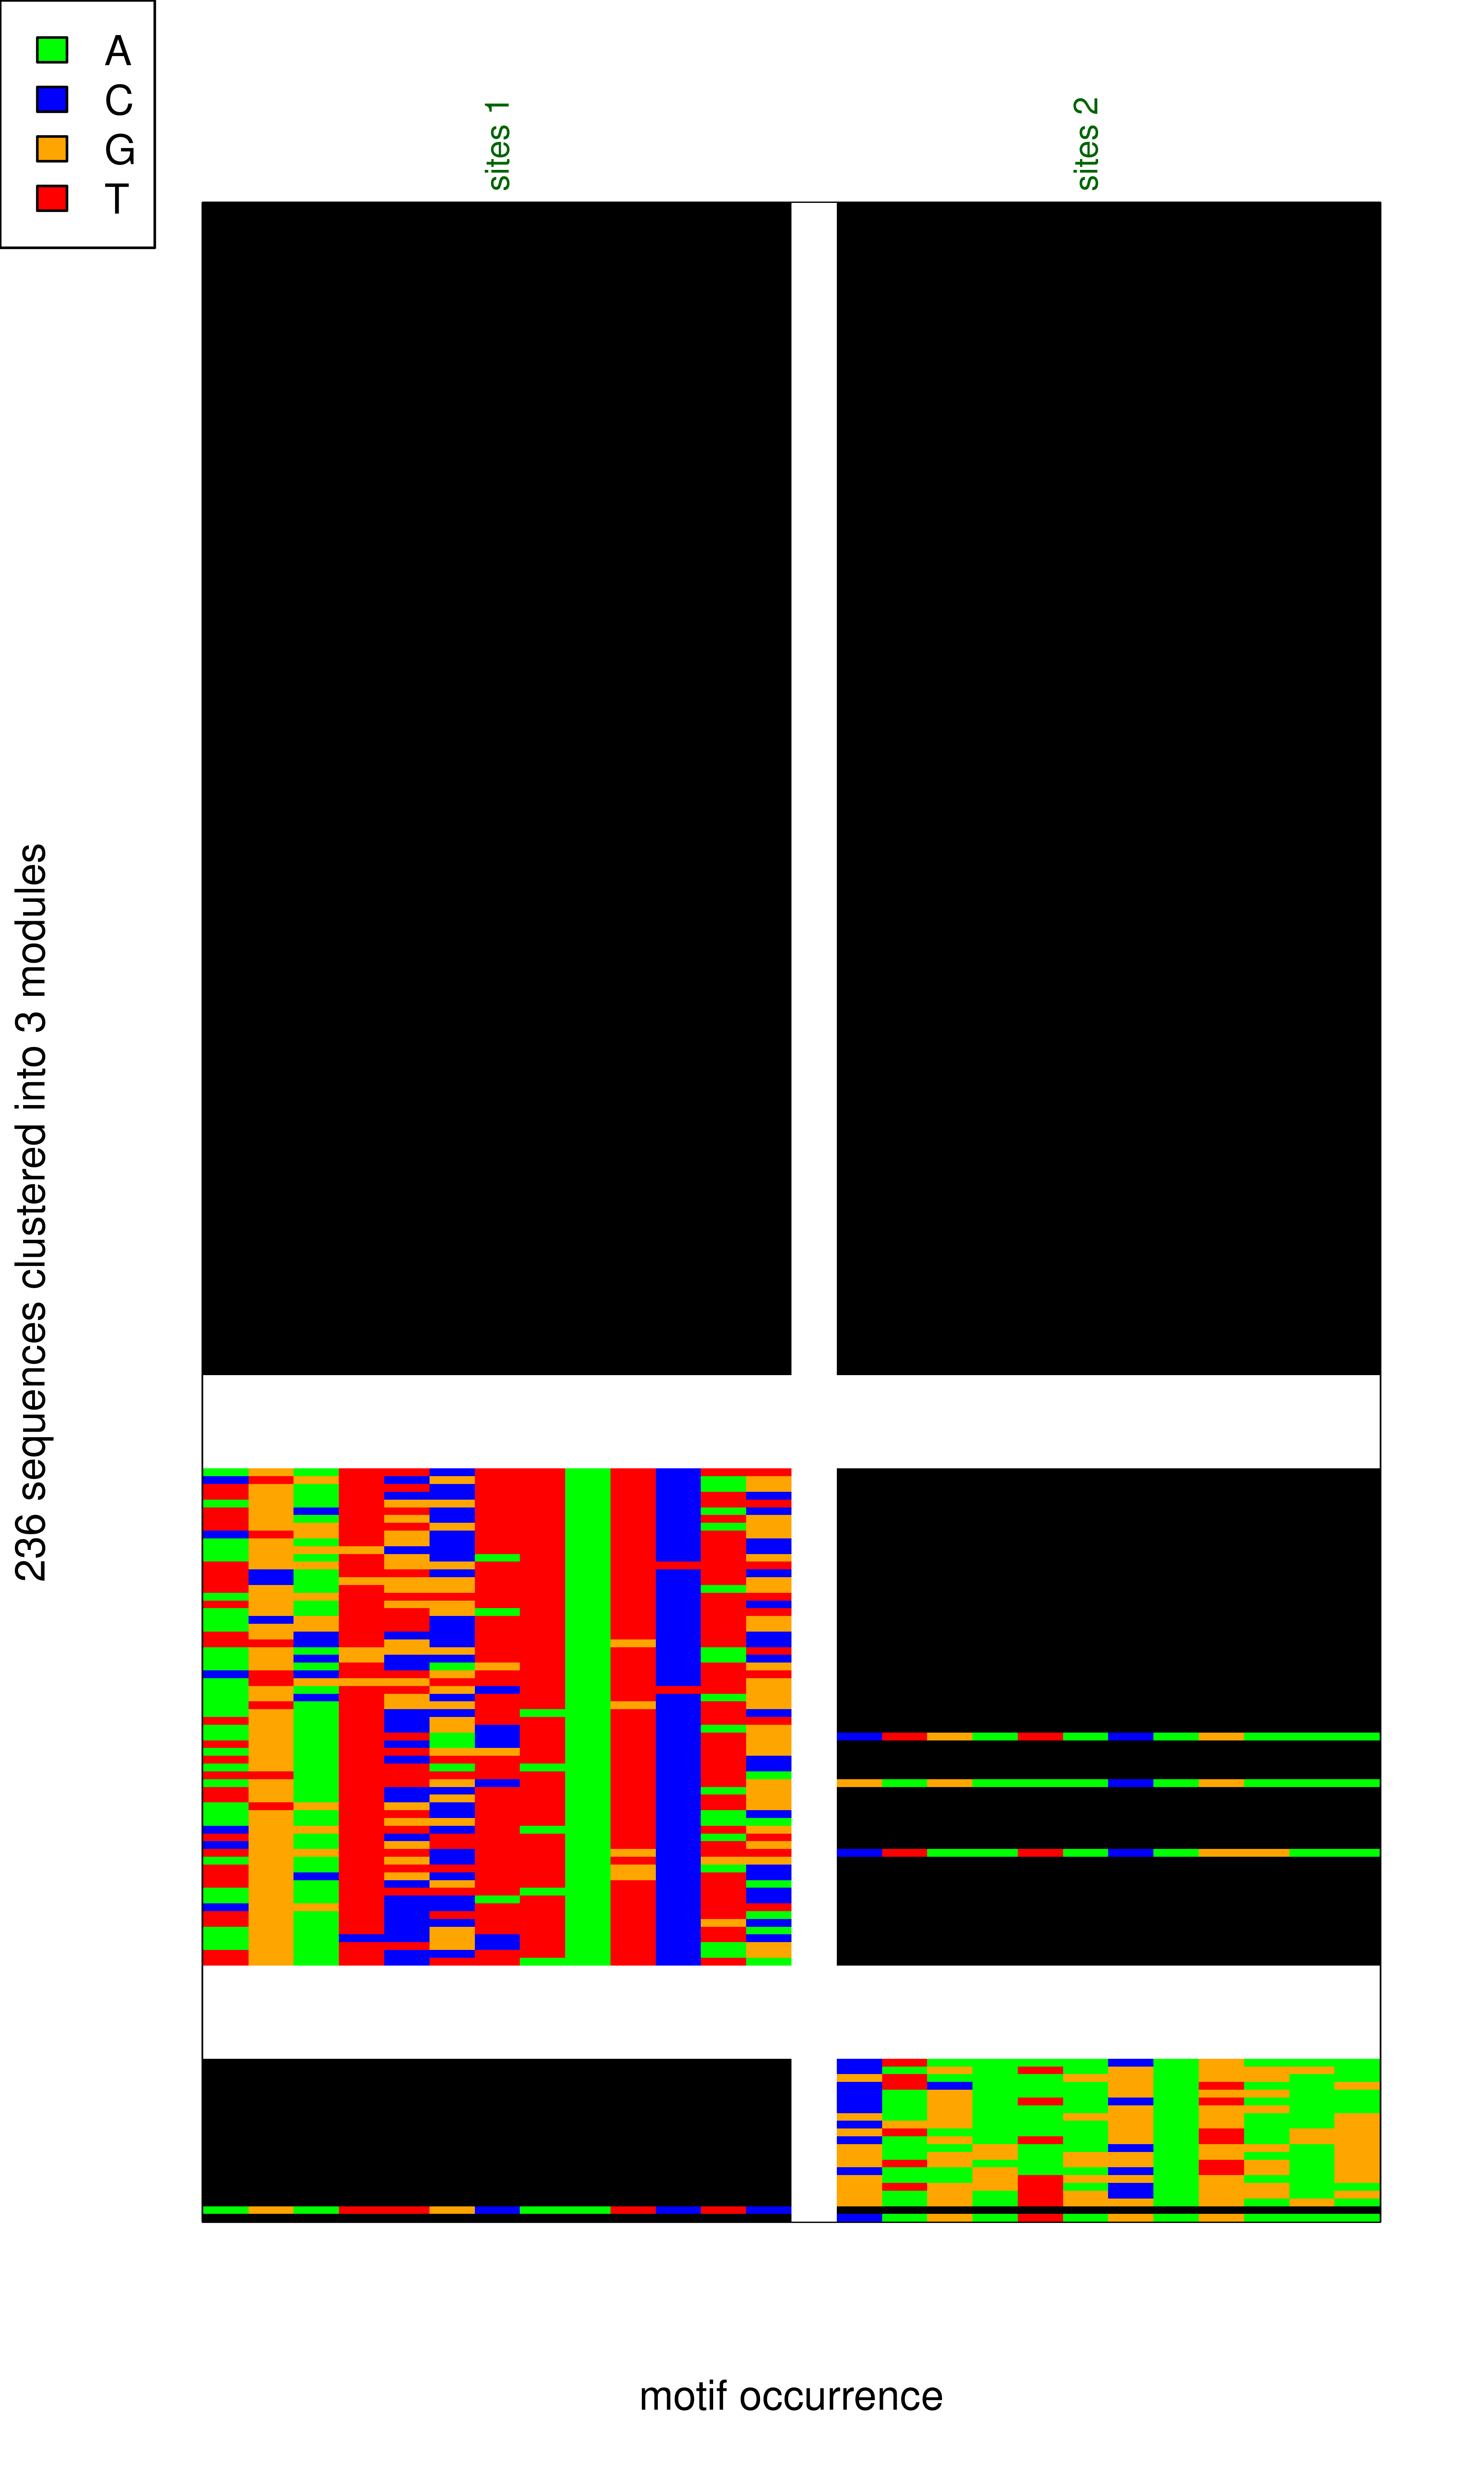 A
C
G
T
sites 1
sites 2
236 sequences clustered into 3 modules
motif occurrence